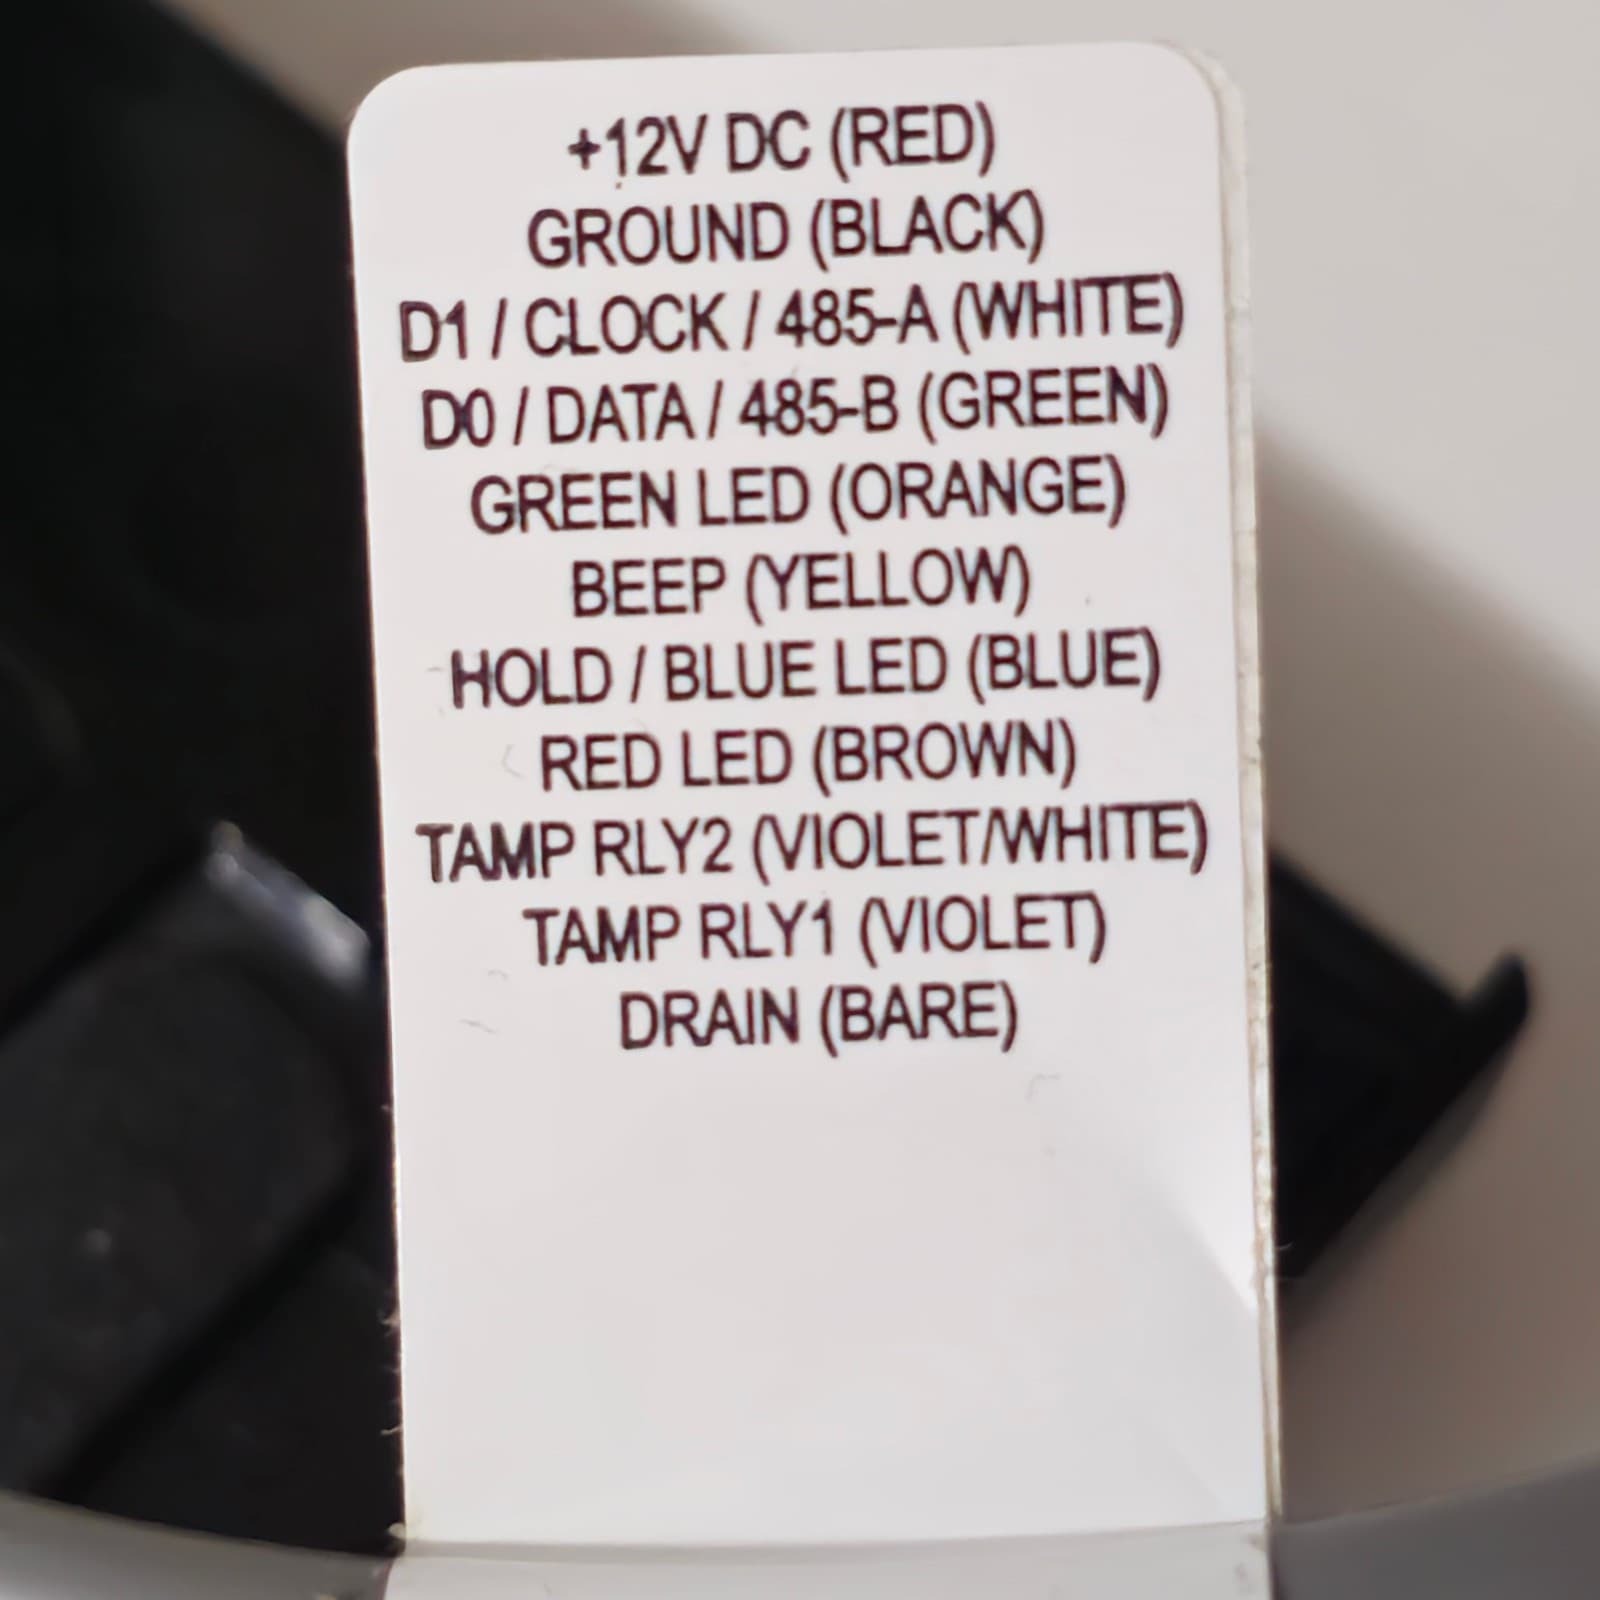 +12V DC (RED)
GROUND (BLACK)
D1 / CLOCK / 485-A (WHITE)
D0 / DATA / 485-B (GREEN)
GREEN LED (ORANGE)
BEEP (YELLOW)
HOLD / BLUE LED (BLUE)
RED LED (BROWN)
TAMP RLY2 (VIOLET/WHITE)
TAMP RLY1 (VIOLET)
DRAIN (BARE)